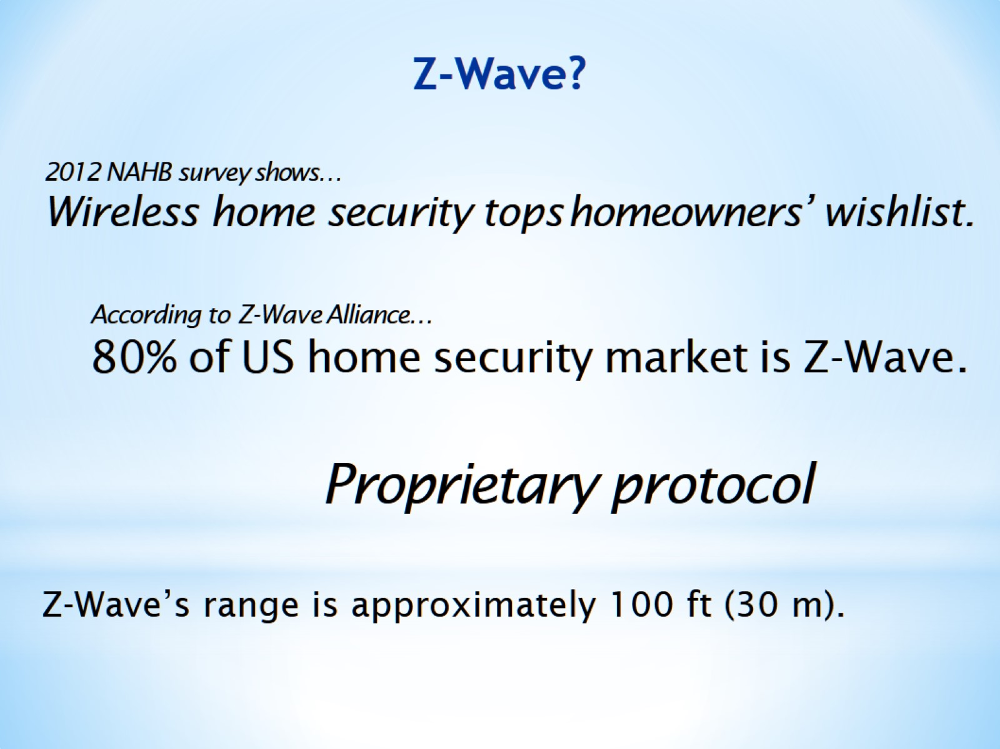 Z-Wave?
2012 NAHB survey shows…
Wireless home security tops homeowners’ wishlist.
According to Z-Wave Alliance…
80% of US home security market is Z-Wave.
Proprietary protocol
Z-Wave’s range is approximately 100 ft (30 m).